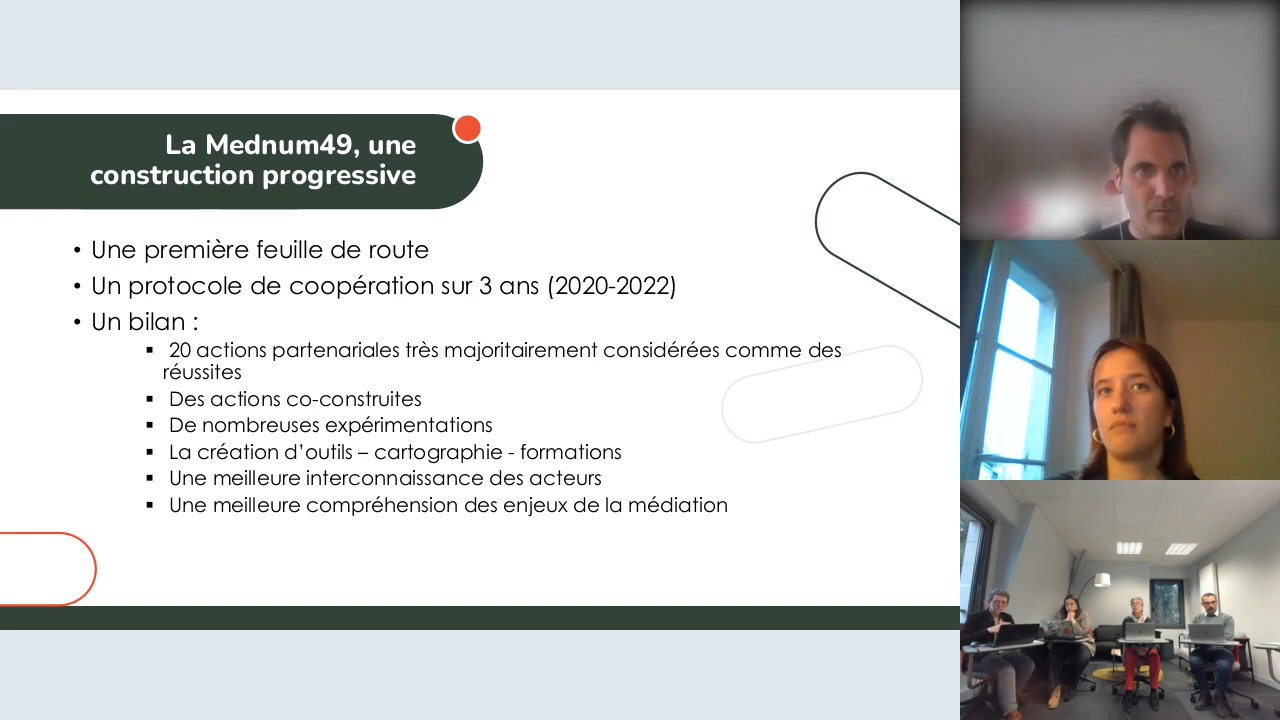 La Mednum49, une
construction progressive
• Une première feuille de route
• Un protocole de coopération sur 3 ans (2020-2022)
• Un bilan :
▪ 20 actions partenariales très majoritairement considérées comme des
réussites
▪ Des actions co-construites
▪ De nombreuses expérimentations
▪ La création d’outils – cartographie - formations
▪ Une meilleure interconnaissance des acteurs
▪ Une meilleure compréhension des enjeux de la médiation